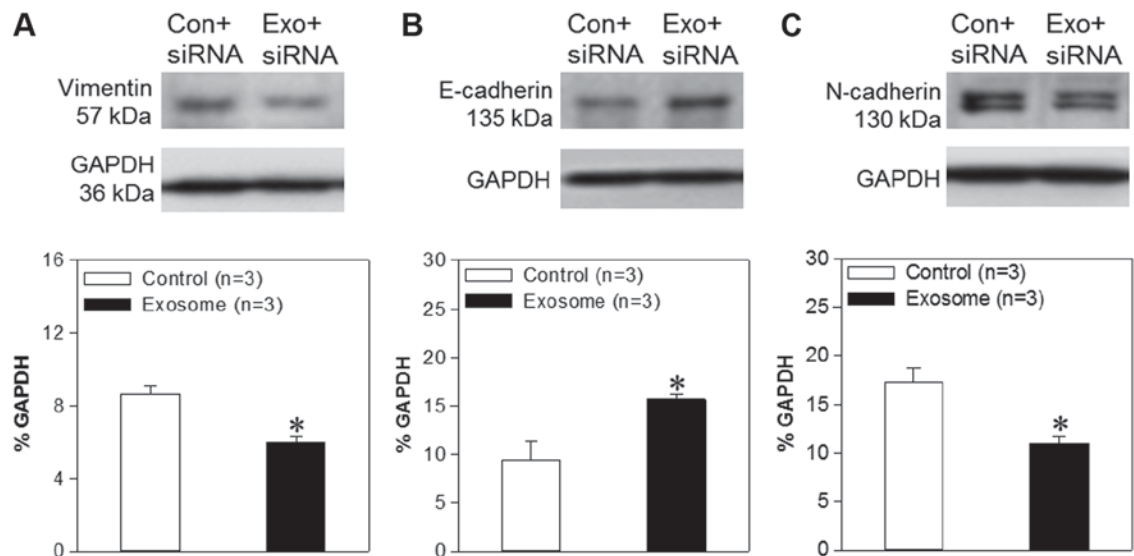 A
Con+ Exo+
siRNA siRNA
Vimentin
57 kDa
GAPDH
36 kDa
16
12
8
4
0
% GAPDH
Control (n=3)
Exosome (n=3)
*
B
Con+ Exo+
siRNA siRNA
E-cadherin
135 kDa
GAPDH
30
25
20
15
10
5
0
% GAPDH
Control (n=3)
Exosome (n=3)
*
C
Con+ Exo+
siRNA siRNA
N-cadherin
130 kDa
GAPDH
30
25
20
15
10
5
0
% GAPDH
Control (n=3)
Exosome (n=3)
*